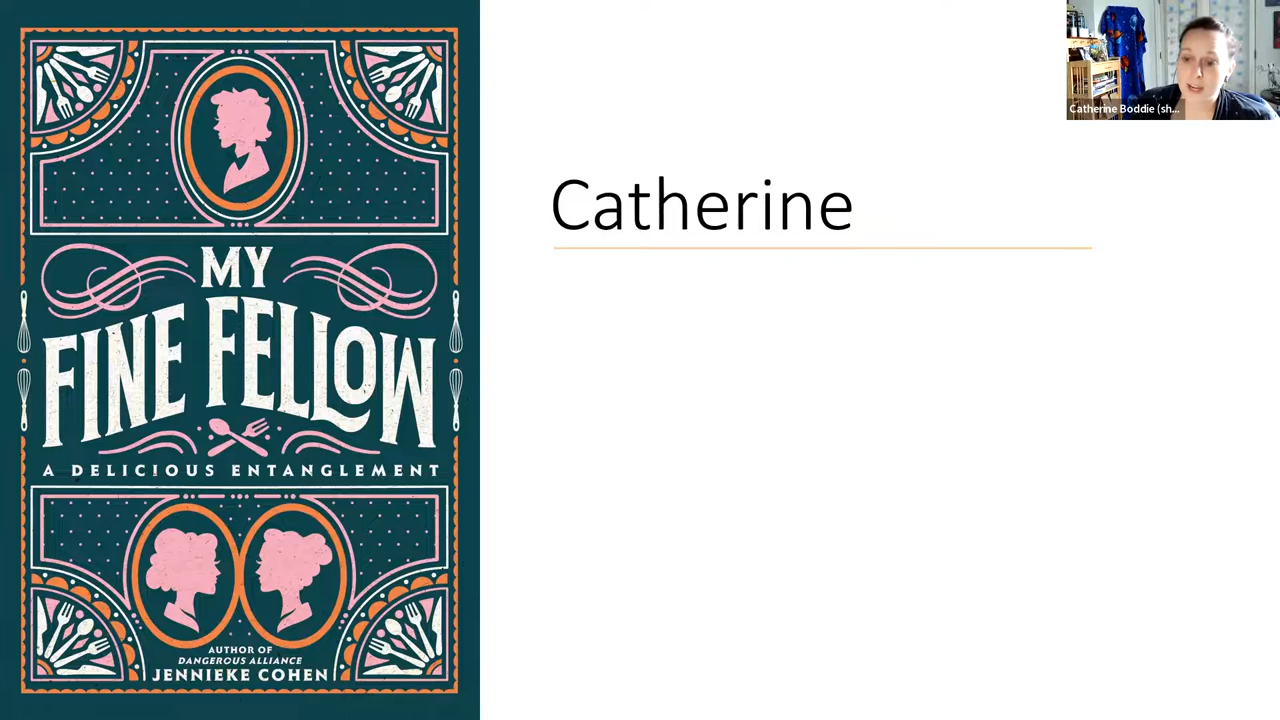 MY
FINE FELLOW
A DELICIOUS ENTANGLEMENT
AUTHOR OF
DANGEROUS ALLIANCE
JENNIEKE COHEN
Catherine
Catherine Boddie (sh...